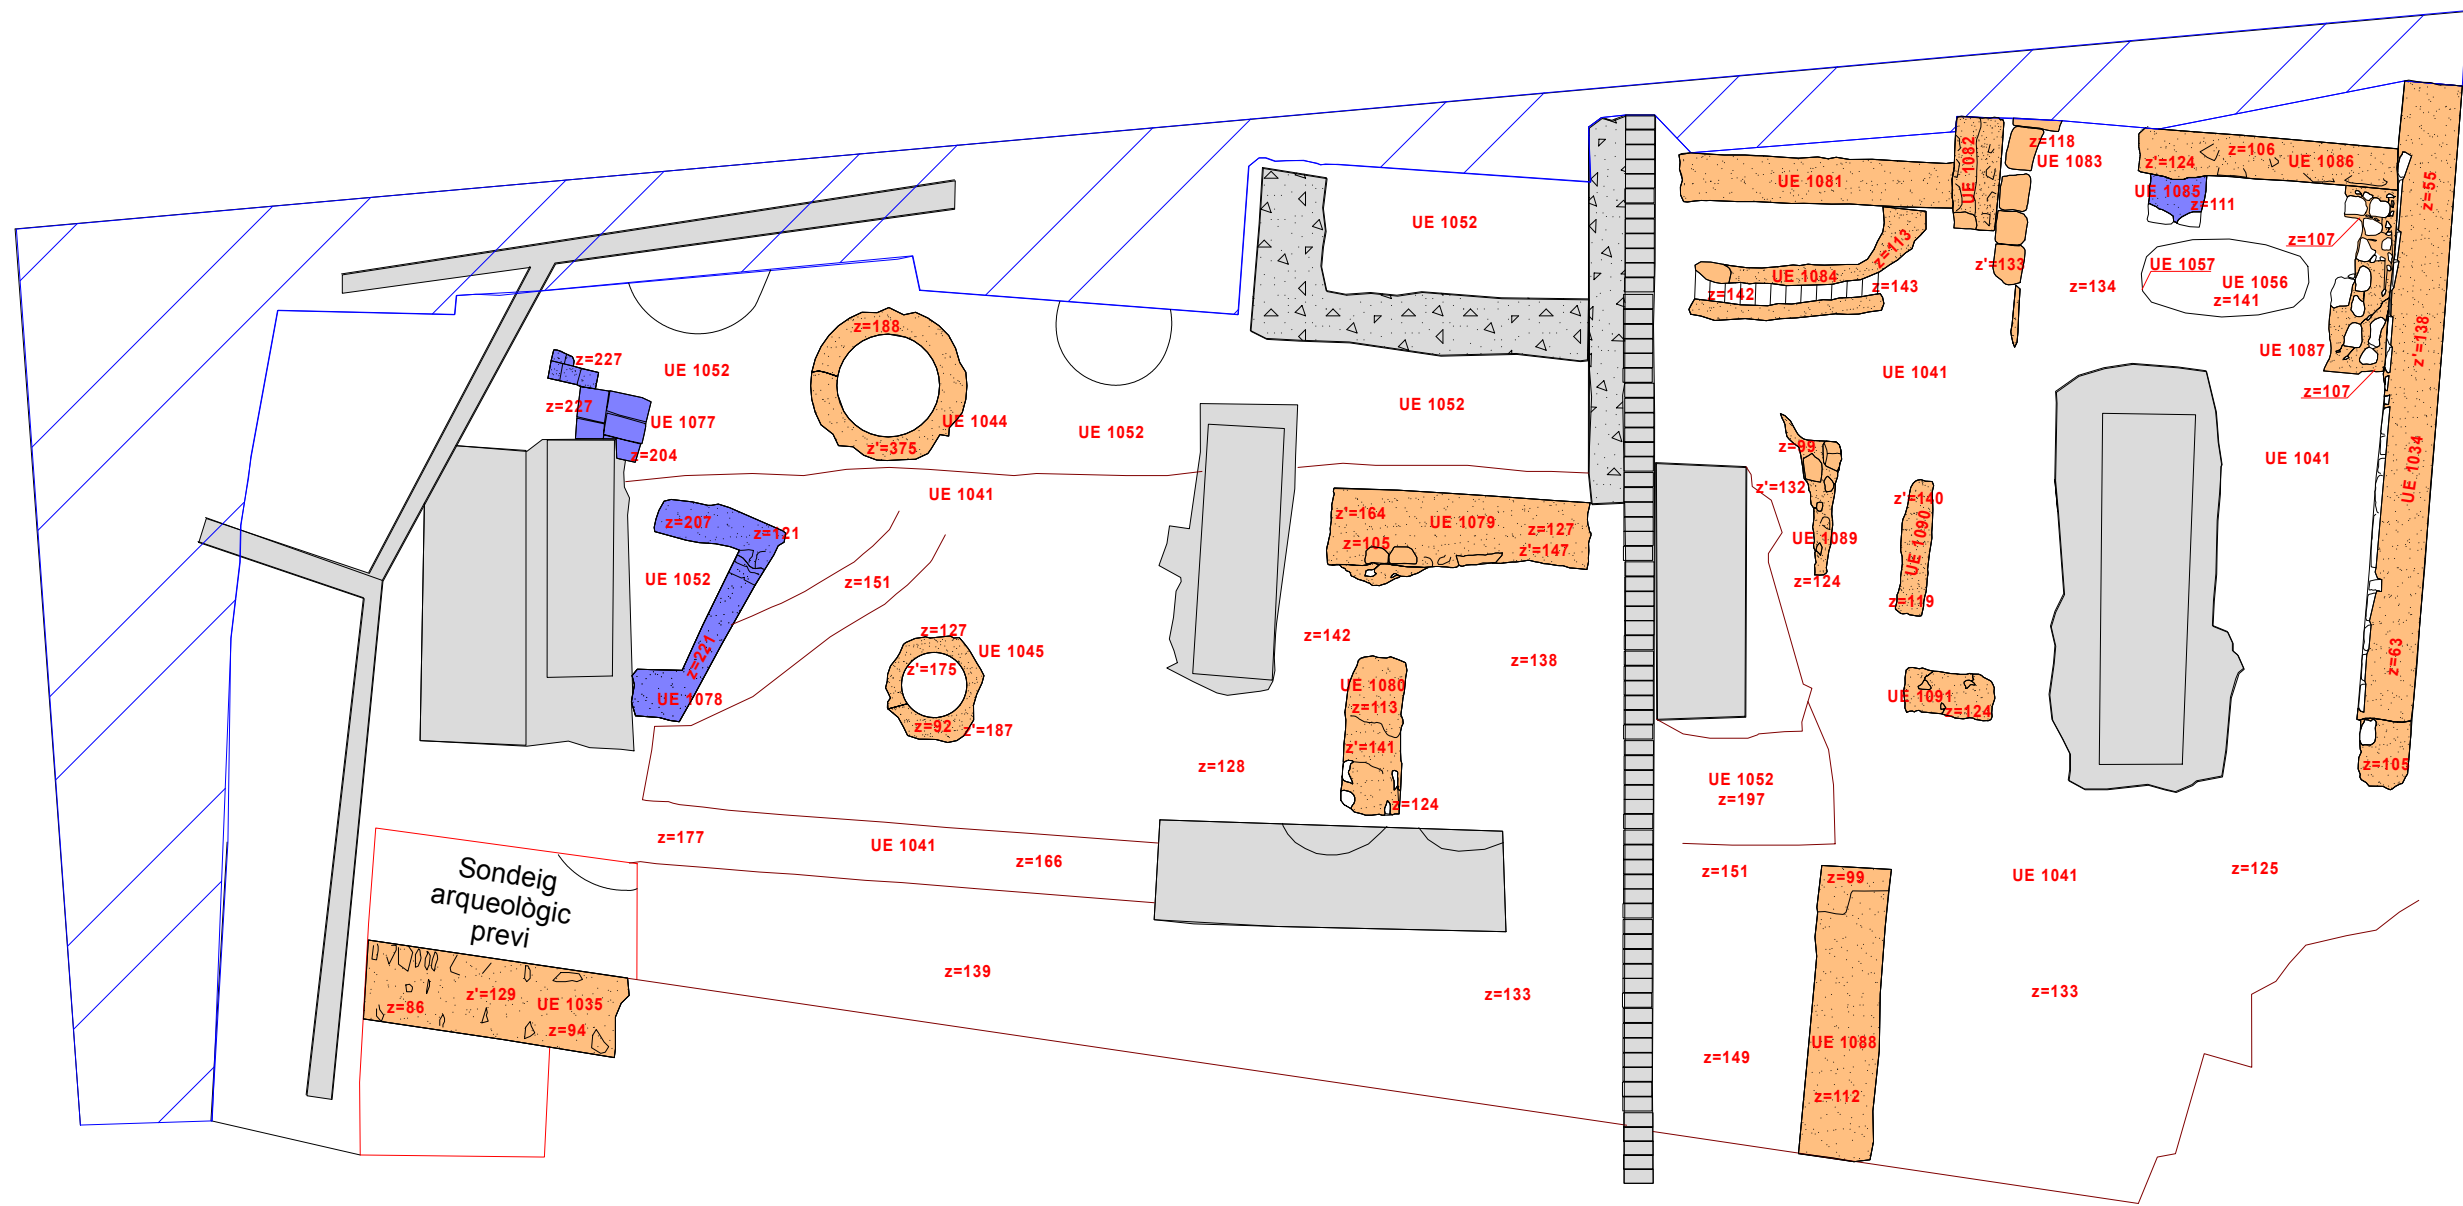 z=118
UE 1082
UE 1083
z'=124
z=106
UE 1086
UE 1081
z=55
UE 1085
z=111
UE 1052
z=107
z=113
z'=133
UE 1057
UE 1084
z=143
z=142
z=134
UE 1056
z=141
z=188
z'=138
UE 1087
z=227
UE 1052
UE 1041
z=107
z=227
UE 1077
UE 1044
UE 1052
UE 1052
z'=375
z=204
z=99
UE 1041
UE 1034
UE 1041
z'=132
z'=140
z=207
z=121
z'=164
UE 1079
z=127
z=105
z'=147
UE 1089
UE 1090
UE 1052
z=151
z=124
z=119
z=127
z=142
UE 1045
z'=175
z=138
z=221
z=63
UE 1078
UE 1080
z=113
UE 1091
z=124
z=92
z'=187
z'=141
z=128
z=105
UE 1052
z=197
z=124
z=177
UE 1041
z=166
z=151
z=99
UE 1041
z=125
Sondeig
arqueològic
previ
z=139
z'=129
z=86
UE 1035
z=94
z=133
z=133
UE 1088
z=149
z=112